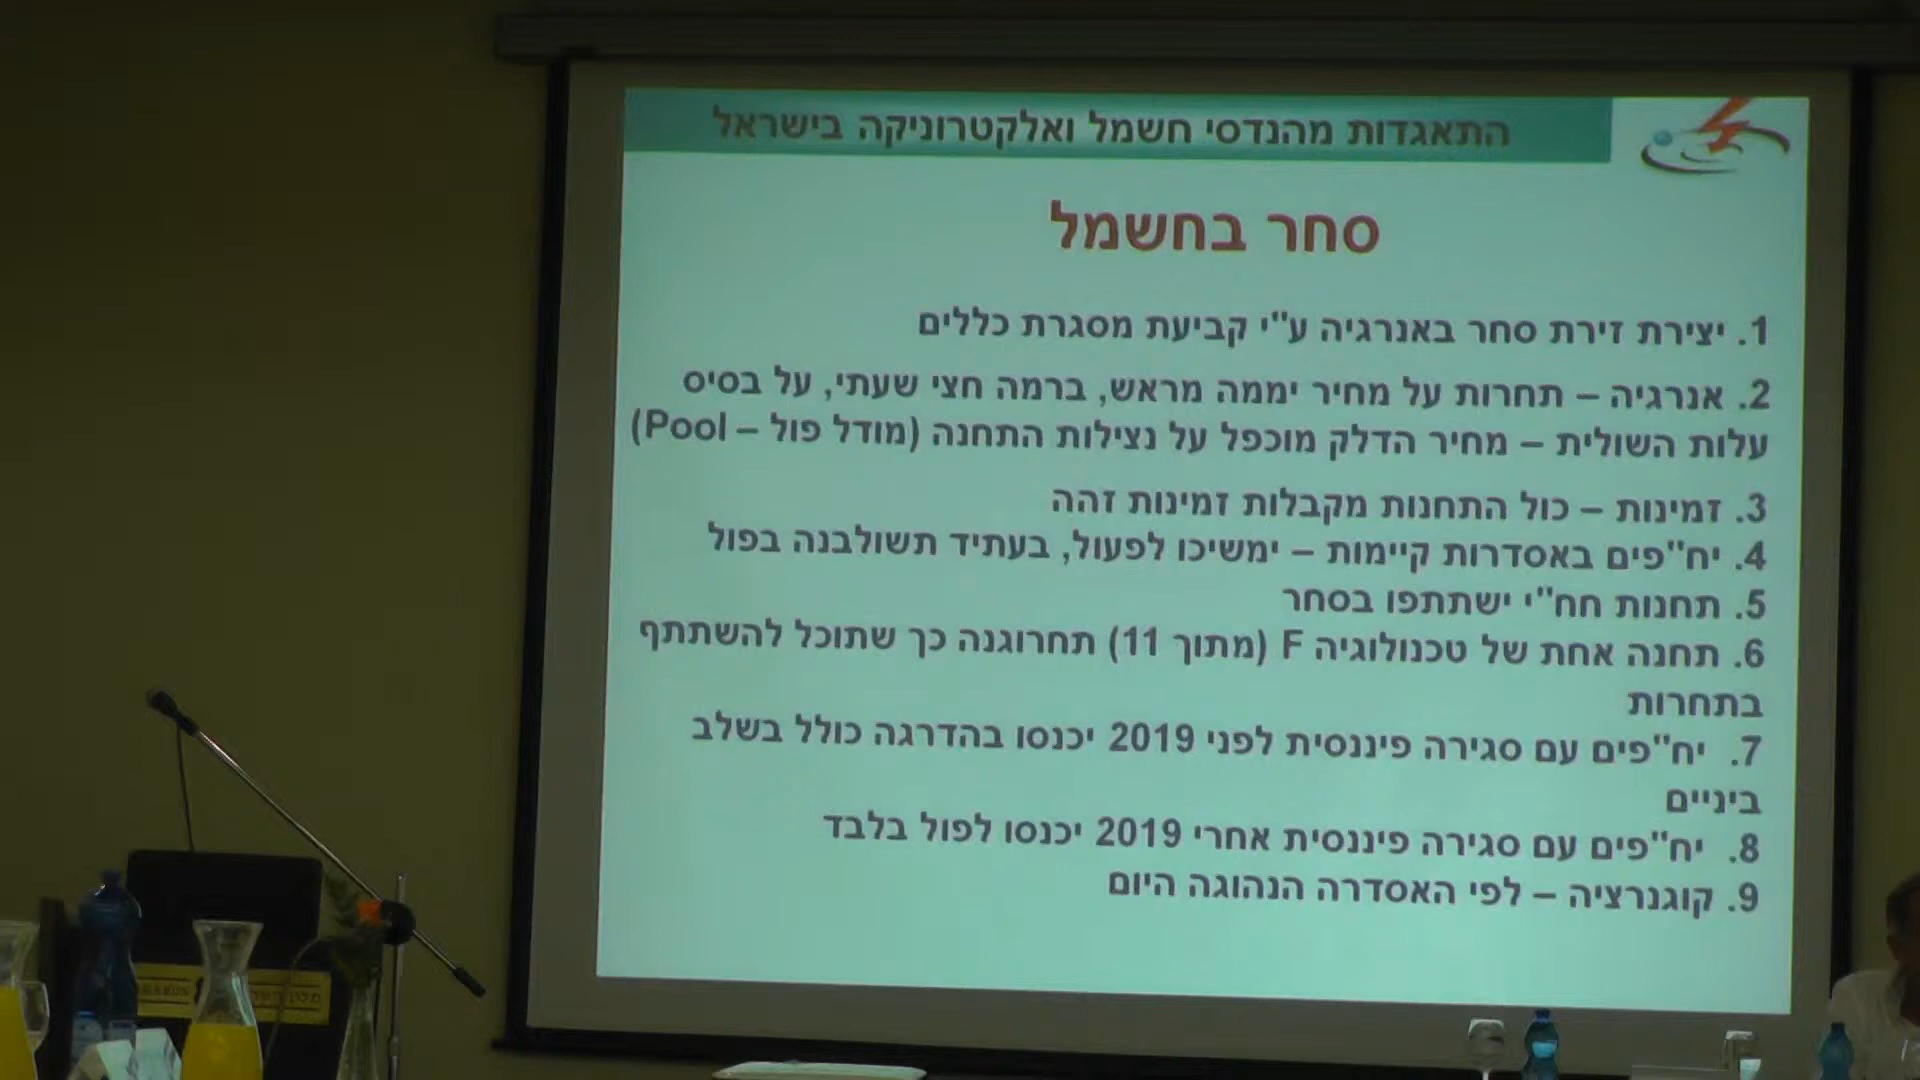 התאגדות מהנדסי חשמל ואלקטרוניקה בישראל
סחר בחשמל
1. יצירת זירת סחר באנרגיה ע"י קביעת מסגרת כללים
2. אנרגיה – תחרות על מחיר יממה מראש, ברמה חצי שעתי, על בסיס
עלות השולית – מחיר הדלק מוכפל על נצילות התחנה (מודל פול – Pool)
3. זמינות – כול התחנות מקבלות זמינות זהה
4. יח"פים באסדרות קיימות – ימשיכו לפעול, בעתיד תשולבנה בפול
5. תחנות חח"י ישתתפו בסחר
6. תחנה אחת של טכנולוגיה F (מתוך 11) תחרוגנה כך שתוכל להשתתף
בתחרות
7. יח"פים עם סגירה פיננסית לפני 2019 יכנסו בהדרגה כולל בשלב
ביניים
8. יח"פים עם סגירה פיננסית אחרי 2019 יכנסו לפול בלבד
9. קוגנרציה – לפי האסדרה הנהוגה היום